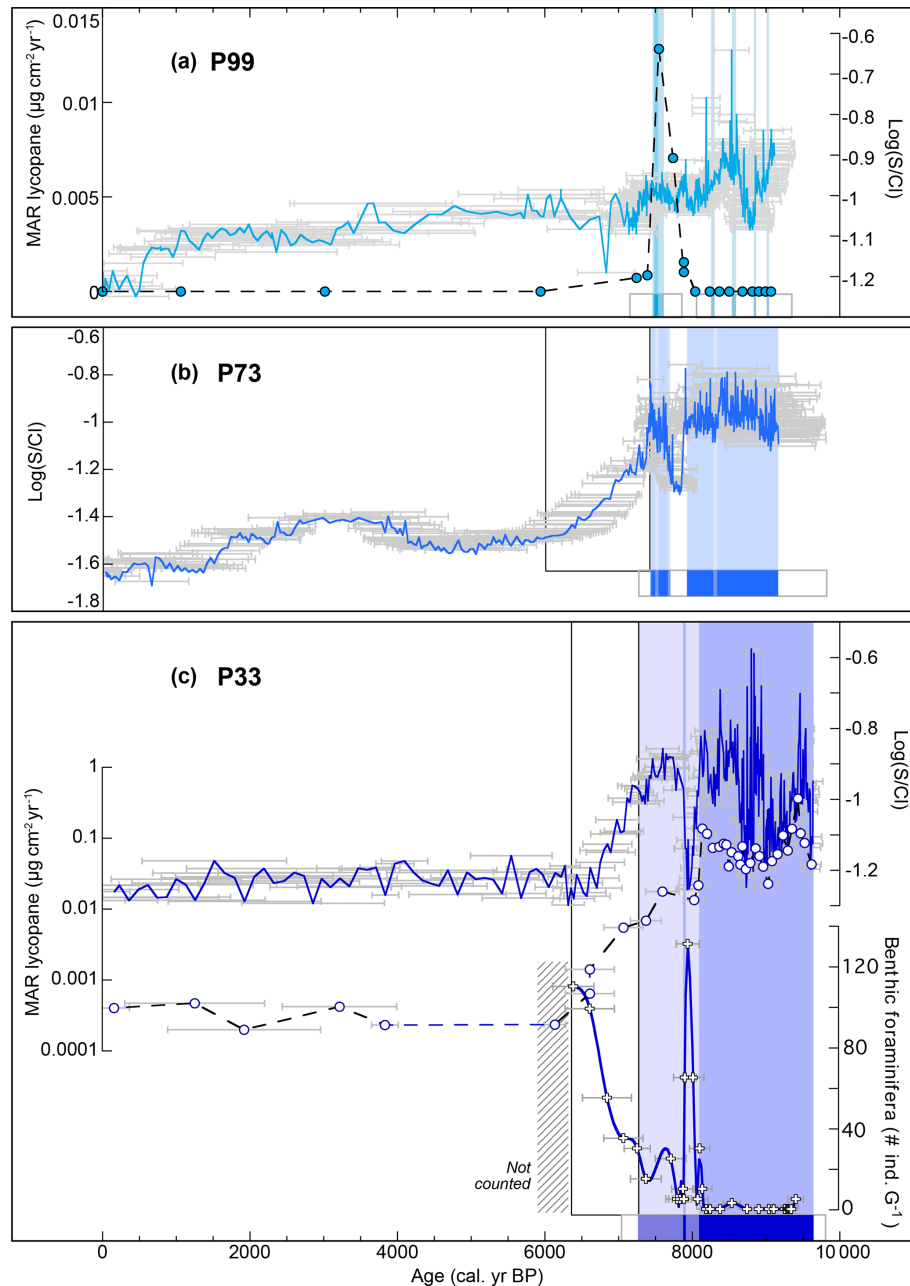 (a) P99
MAR lycopane (µg cm-2 yr-1)
0.015
0.01
0.005
0
Log(S/Cl)
-0.6
-0.7
-0.8
-0.9
-1
-1.1
-1.2
(b) P73
Log(S/Cl)
-0.6
-0.8
-1
-1.2
-1.4
-1.6
-1.8
(c) P33
MAR lycopane (µg cm-2 yr-1)
1
0.1
0.01
0.001
0.0001
Log(S/Cl)
-0.6
-0.8
-1
-1.2
Benthic foraminifera (# ind. G-1)
120
80
40
0
Not
counted
0 2000 4000 6000 8000 10 000
Age (cal. yr BP)